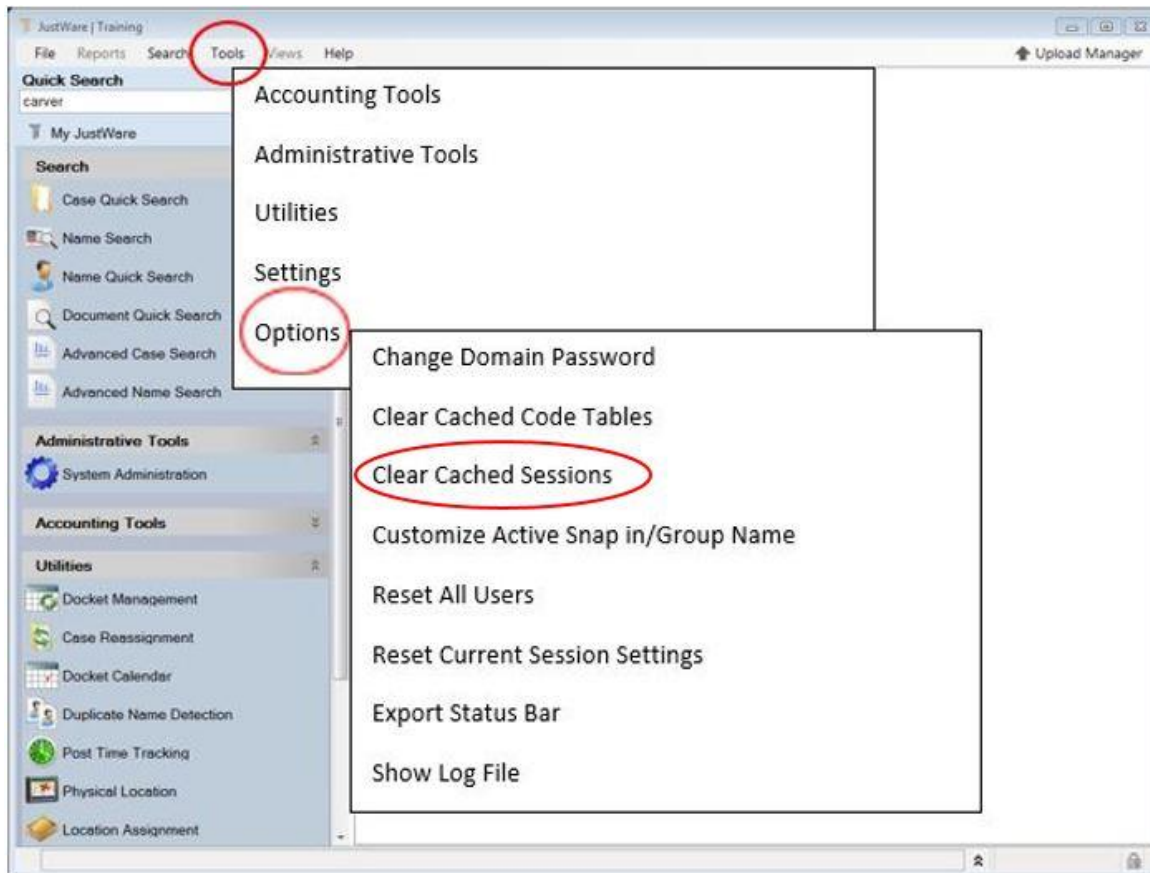 JustWare | Training
File Reports Search Tools Views Help
Upload Manager
Quick Search
carver
My JustWare
Search
Case Quick Search
Name Search
Name Quick Search
Document Quick Search
Advanced Case Search
Advanced Name Search
Administrative Tools
System Administration
Accounting Tools
Utilities
Docket Management
Case Reassignment
Docket Calendar
Duplicate Name Detection
Post Time Tracking
Physical Location
Location Assignment
Accounting Tools
Administrative Tools
Utilities
Settings
Options
Change Domain Password
Clear Cached Code Tables
Clear Cached Sessions
Customize Active Snap in/Group Name
Reset All Users
Reset Current Session Settings
Export Status Bar
Show Log File